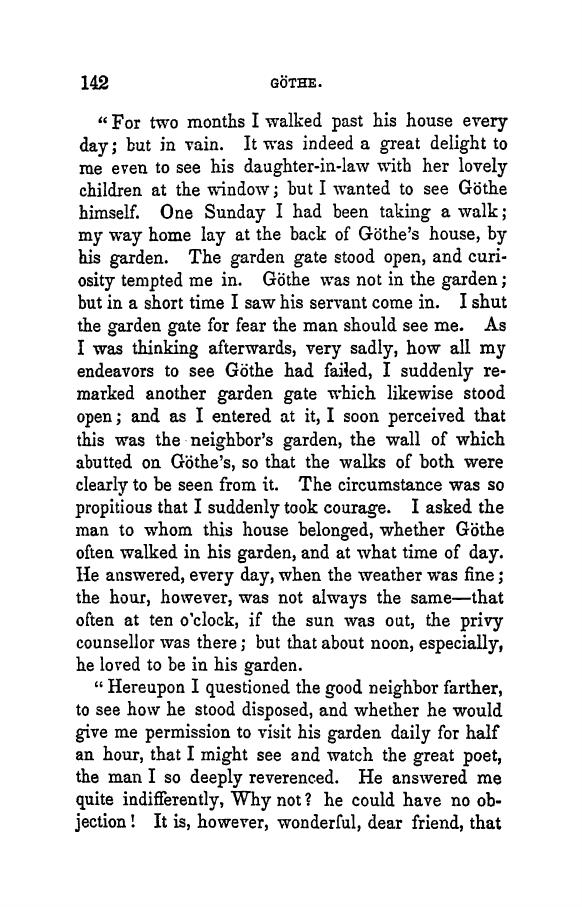 142 GÖTHE.
“ For two months I walked past his house every
day; but in vain. It was indeed a great delight to
me even to see his daughter-in-law with her lovely
children at the window; but I wanted to see Göthe
himself. One Sunday I had been taking a walk;
my way home lay at the back of Göthe’s house, by
his garden. The garden gate stood open, and curi-
osity tempted me in. Göthe was not in the garden;
but in a short time I saw his servant come in. I shut
the garden gate for fear the man should see me. As
I was thinking afterwards, very sadly, how all my
endeavors to see Göthe had failed, I suddenly re-
marked another garden gate which likewise stood
open; and as I entered at it, I soon perceived that
this was the neighbor’s garden, the wall of which
abutted on Göthe’s, so that the walks of both were
clearly to be seen from it. The circumstance was so
propitious that I suddenly took courage. I asked the
man to whom this house belonged, whether Göthe
often walked in his garden, and at what time of day.
He answered, every day, when the weather was fine;
the hour, however, was not always the same—that
often at ten o’clock, if the sun was out, the privy
counsellor was there; but that about noon, especially,
he loved to be in his garden.
“ Hereupon I questioned the good neighbor farther,
to see how he stood disposed, and whether he would
give me permission to visit his garden daily for half
an hour, that I might see and watch the great poet,
the man I so deeply reverenced. He answered me
quite indifferently, Why not? he could have no ob-
jection! It is, however, wonderful, dear friend, that